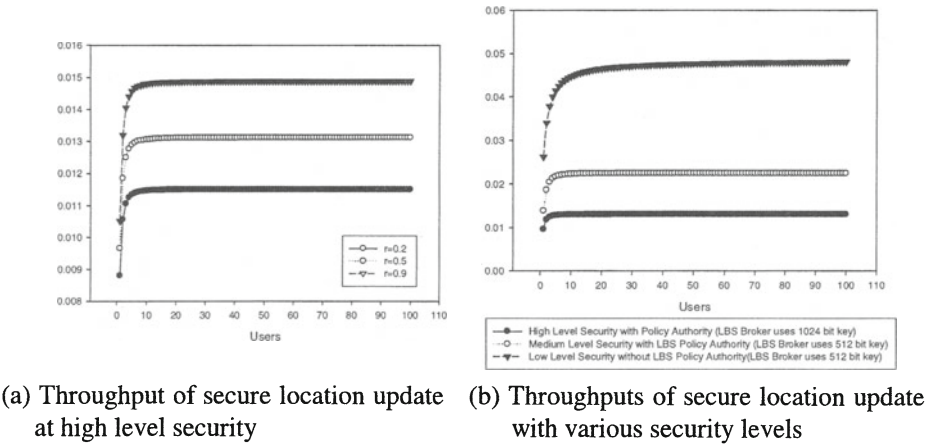 0.016
0.015
0.014
0.013
0.012
0.011
0.010
0.009
0.008
0 10 20 30 40 50 60 70 80 90 100 110
Users
r=0.2
r=0.5
r=0.9
(a) Throughput of secure location update
at high level security
0.06
0.05
0.04
0.03
0.02
0.01
0.00
0 10 20 30 40 50 60 70 80 90 100 110
Users
High Level Security with Policy Authority (LBS Broker uses 1024 bit key)
Medium Level Security with LBS Policy Authority (LBS Broker uses 512 bit key)
Low Level Security without LBS Policy Authority(LBS Broker uses 512 bit key)
(b) Throughputs of secure location update
with various security levels